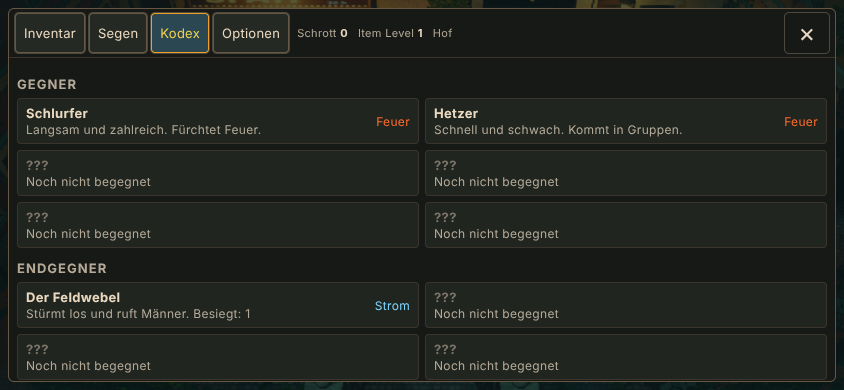 Inventar Segen Kodex Optionen Schrott 0 Item Level 1 Hof ×
GEGNER
Schlurfer
Langsam und zahlreich. Fürchtet Feuer.
Feuer
Hetzer
Schnell und schwach. Kommt in Gruppen.
Feuer
???
Noch nicht begegnet
???
Noch nicht begegnet
???
Noch nicht begegnet
???
Noch nicht begegnet
ENDGEGNER
Der Feldwebel
Stürmt los und ruft Männer. Besiegt: 1
Strom
???
Noch nicht begegnet
???
Noch nicht begegnet
???
Noch nicht begegnet